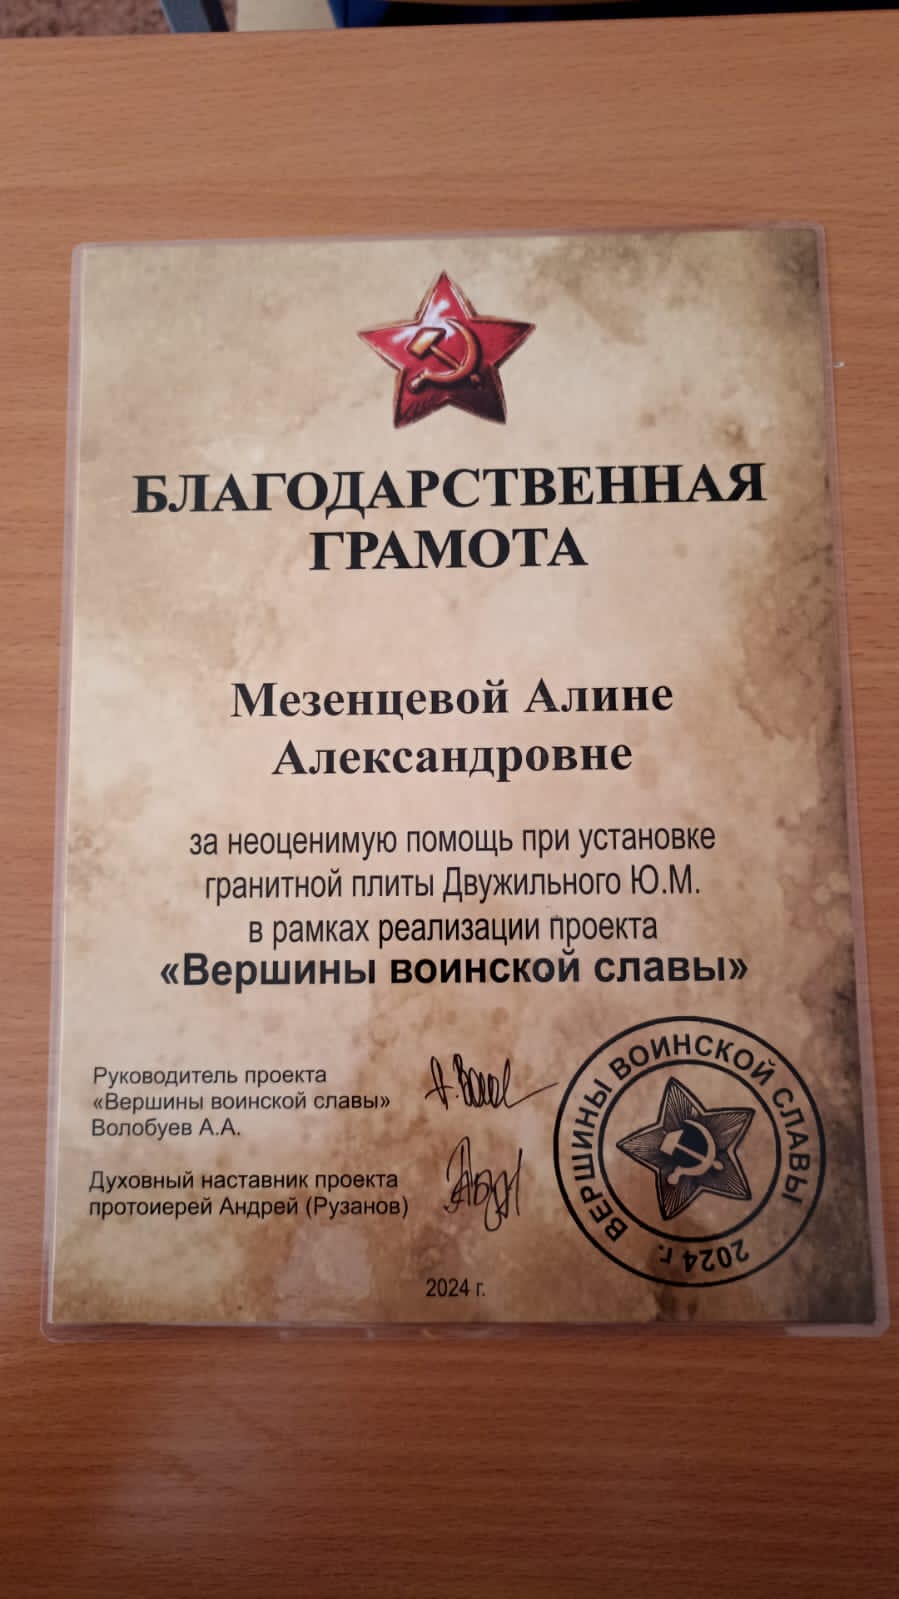 БЛАГОДАРСТВЕННАЯ
ГРАМОТА
Мезенцевой Алине
Александровне
за неоценимую помощь при установке
гранитной плиты Двужильного Ю.М.
в рамках реализации проекта
«Вершины воинской славы»
Руководитель проекта
«Вершины воинской славы»
Волобуев А.А.
Духовный наставник проекта
протоиерей Андрей (Рузанов)
ВЕРШИНЫ ВОИНСКОЙ СЛАВЫ
2024 г.
2024 г.